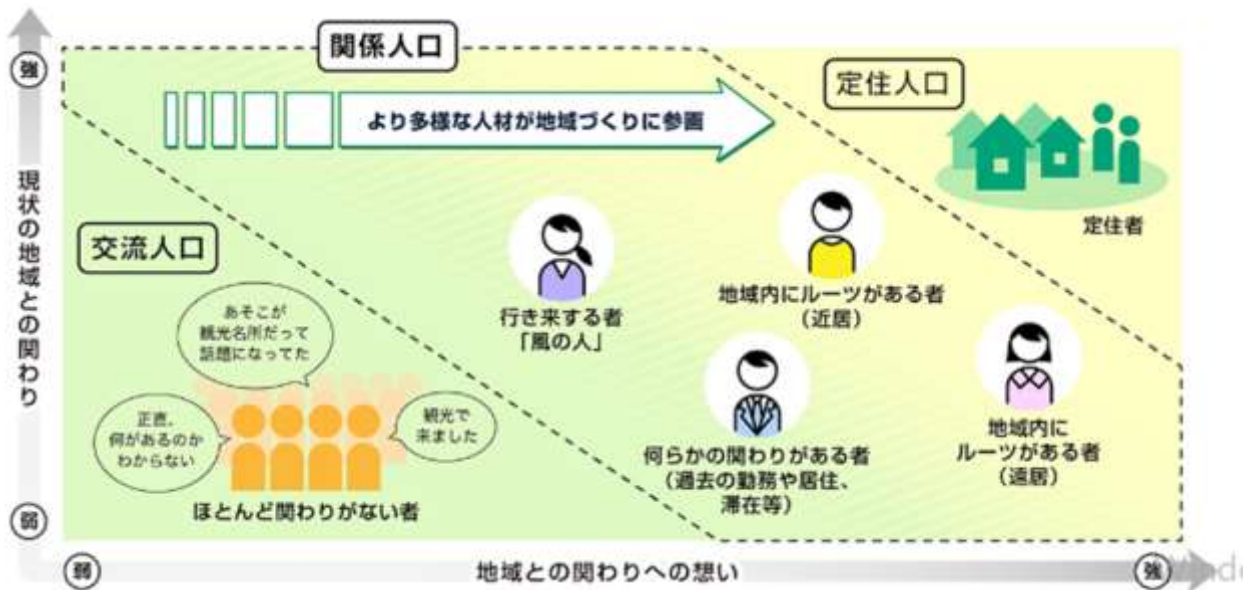 関係人口
強
より多様な人材が地域づくりに参画
定住人口
定住者
現状の地域との関わり
交流人口
あそこが
観光名所だって
話題になってた
正直、
何があるのか
わからない
観光で
来ました
ほとんど関わりがない者
行き来する者
「風の人」
地域内にルーツがある者
（近居）
何らかの関わりがある者
（過去の勤務や居住、
滞在等）
地域内に
ルーツがある者
（遠居）
弱
弱
地域との関わりへの想い
強